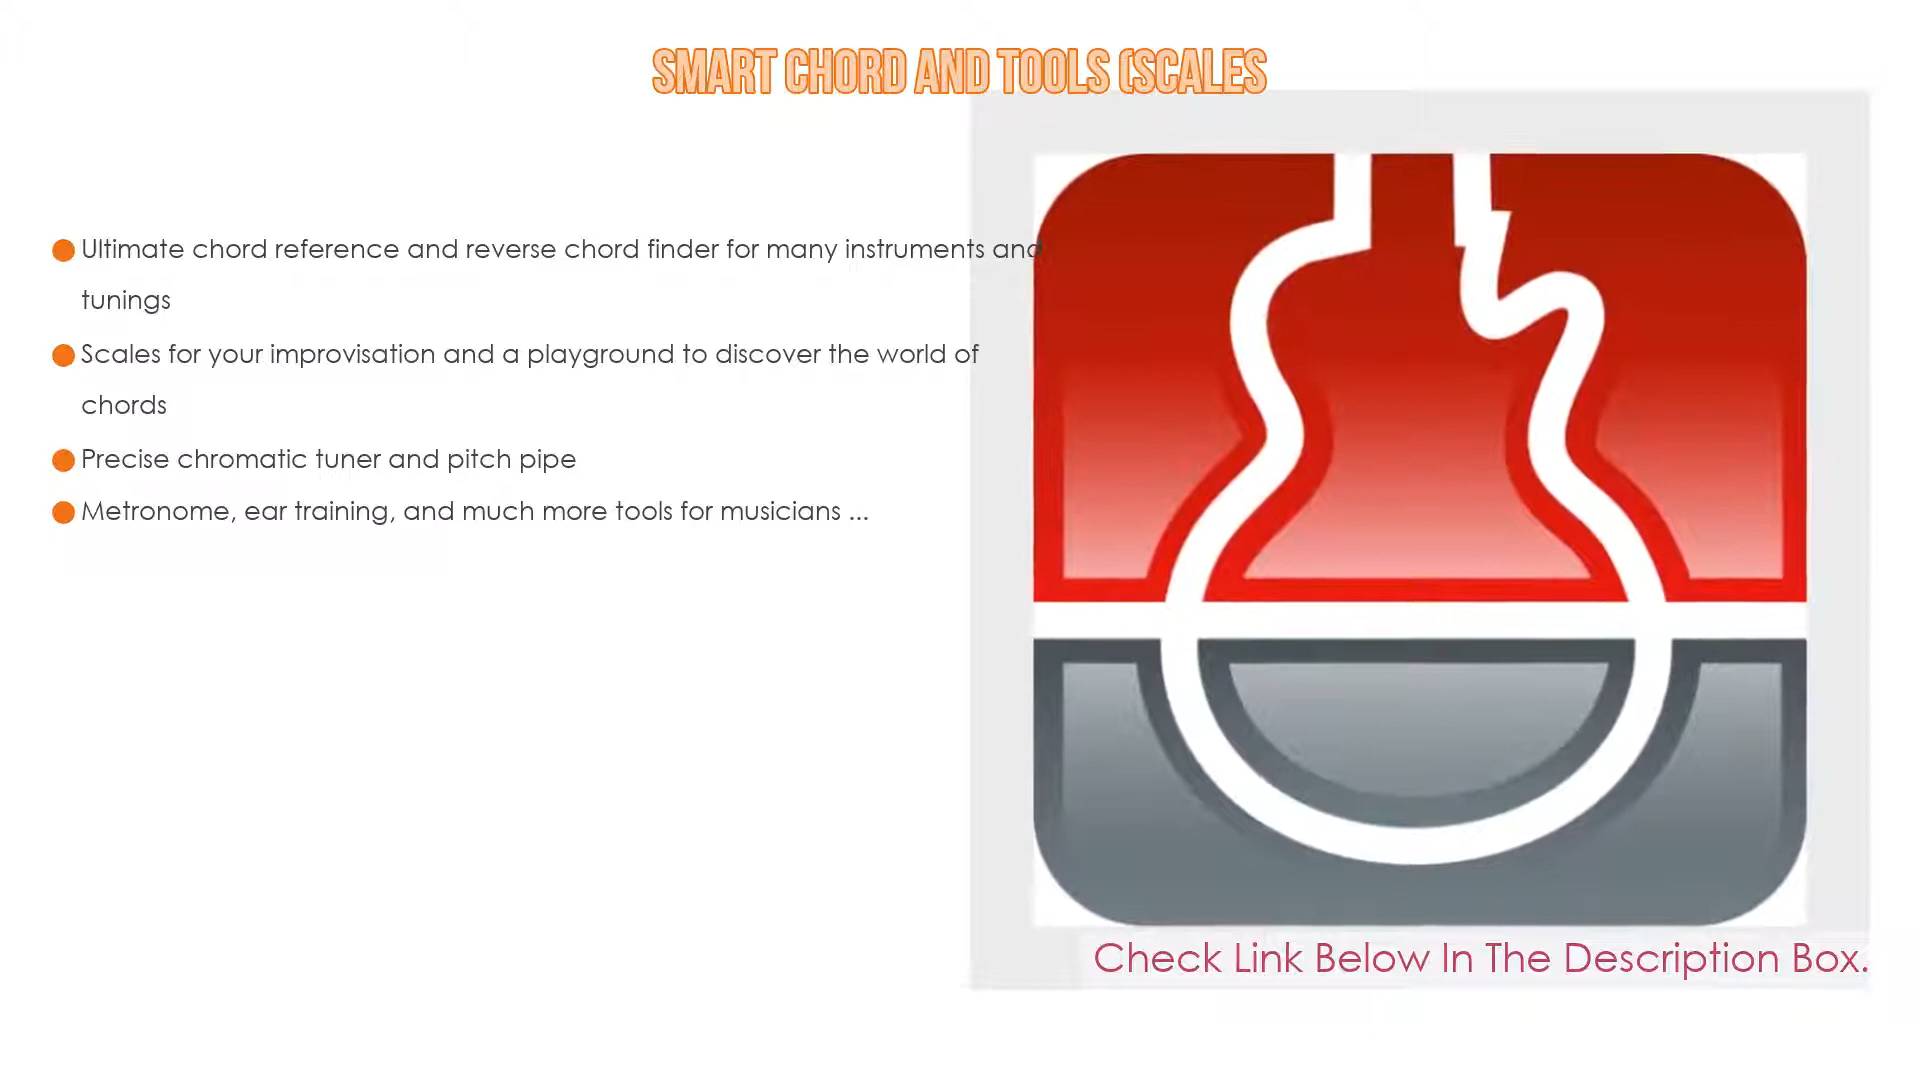 SMART CHORD AND TOOLS (SCALES
Ultimate chord reference and reverse chord finder for many instruments and
tunings
Scales for your improvisation and a playground to discover the world of
chords
Precise chromatic tuner and pitch pipe
Metronome, ear training, and much more tools for musicians ...
Check Link Below In The Description Box.